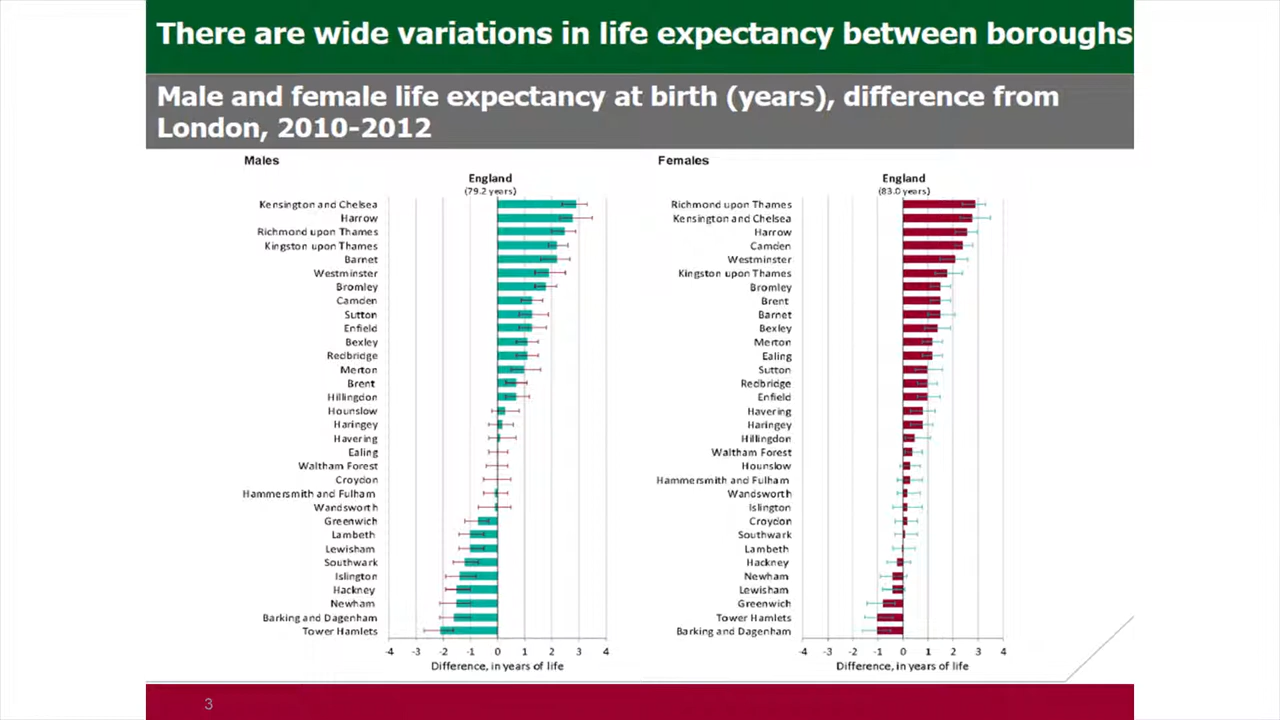 There are wide variations in life expectancy between boroughs
Male and female life expectancy at birth (years), difference from
London, 2010-2012
Males
England
(79.2 years)
Kensington and Chelsea
Harrow
Richmond upon Thames
Kingston upon Thames
Barnet
Westminster
Bromley
Camden
Sutton
Enfield
Bexley
Redbridge
Merton
Brent
Hillingdon
Hounslow
Haringey
Havering
Ealing
Waltham Forest
Croydon
Hammersmith and Fulham
Wandsworth
Greenwich
Lambeth
Lewisham
Southwark
Islington
Hackney
Newham
Barking and Dagenham
Tower Hamlets
-4 -3 -2 -1 0 1 2 3 4
Difference, in years of life
Females
England
(83.0 years)
Richmond upon Thames
Kensington and Chelsea
Harrow
Camden
Westminster
Kingston upon Thames
Bromley
Brent
Barnet
Bexley
Merton
Ealing
Sutton
Redbridge
Enfield
Havering
Haringey
Hillingdon
Waltham Forest
Hounslow
Hammersmith and Fulham
Wandsworth
Islington
Croydon
Southwark
Lambeth
Hackney
Newham
Lewisham
Greenwich
Tower Hamlets
Barking and Dagenham
-4 -3 -2 -1 0 1 2 3 4
Difference, in years of life
3